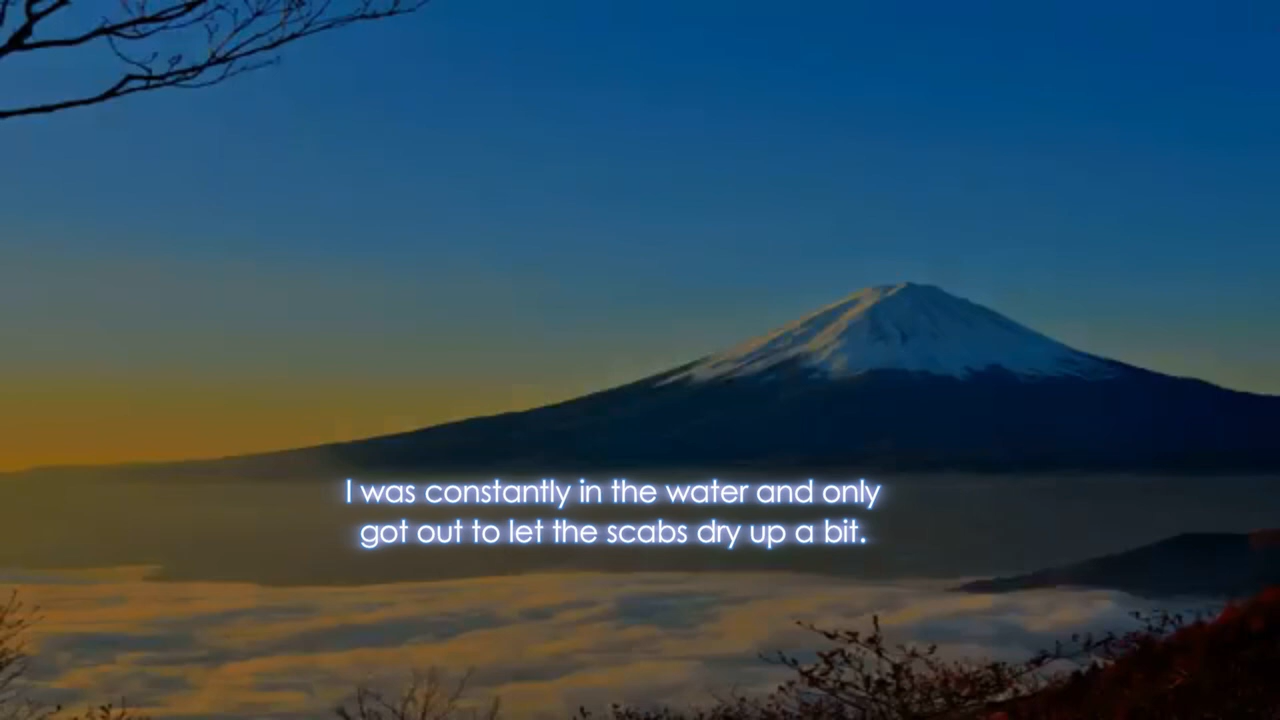 I was constantly in the water and only
got out to let the scabs dry up a bit.